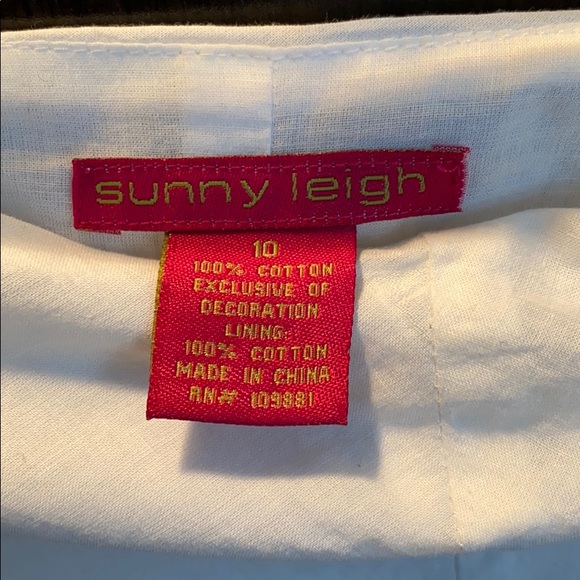 sunny leigh
10
100% COTTON
EXCLUSIVE OF
DECORATION
LINING:
100% COTTON
MADE IN CHINA
RN# 109881